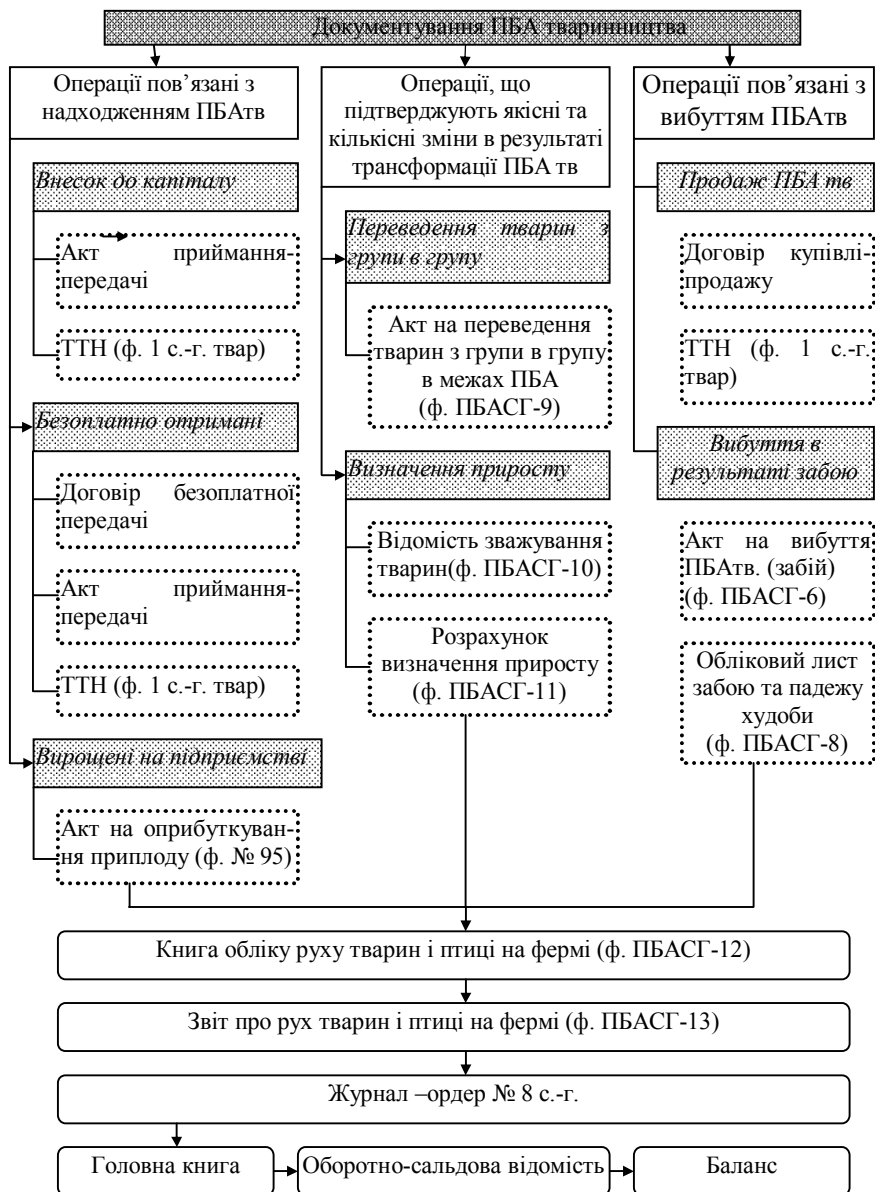 Документування ПБА тваринництва
Операції пов’язані з
надходженням ПБАтв
Внесок до капіталу
Акт приймання-
передачі
ТТН (ф. 1 с.-г. твар)
Безоплатно отримані
Договір безоплатної
передачі
Акт приймання-
передачі
ТТН (ф. 1 с.-г. твар)
Вирощені на підприємстві
Акт на оприбуткуван-
ня приплоду (ф. № 95)
Операції, що
підтверджують якісні та
кількісні зміни в результаті
трансформації ПБА тв
Переведення тварин з
групи в групу
Акт на переведення
тварин з групи в групу
в межах ПБА
(ф. ПБАСГ-9)
Визначення приросту
Відомість зважування
тварин(ф. ПБАСГ-10)
Розрахунок
визначення приросту
(ф. ПБАСГ-11)
Операції пов’язані з
вибуттям ПБАтв
Продаж ПБА тв
Договір купівлі-
продажу
ТТН (ф. 1 с.-г.
твар)
Вибуття в
результаті забою
Акт на вибуття
ПБАтв. (забій)
(ф. ПБАСГ-6)
Обліковий лист
забою та падежу
худоби
(ф. ПБАСГ-8)
Книга обліку руху тварин і птиці на фермі (ф. ПБАСГ-12)
Звіт про рух тварин і птиці на фермі (ф. ПБАСГ-13)
Журнал –ордер № 8 с.-г.
Головна книга
Оборотно-сальдова відомість
Баланс